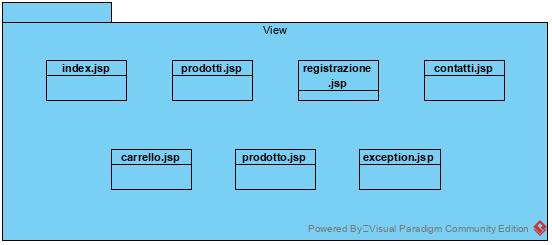 View
index.jsp
prodotti.jsp
registrazione
.jsp
contatti.jsp
carrello.jsp
prodotto.jsp
exception.jsp
Powered By Visual Paradigm Community Edition